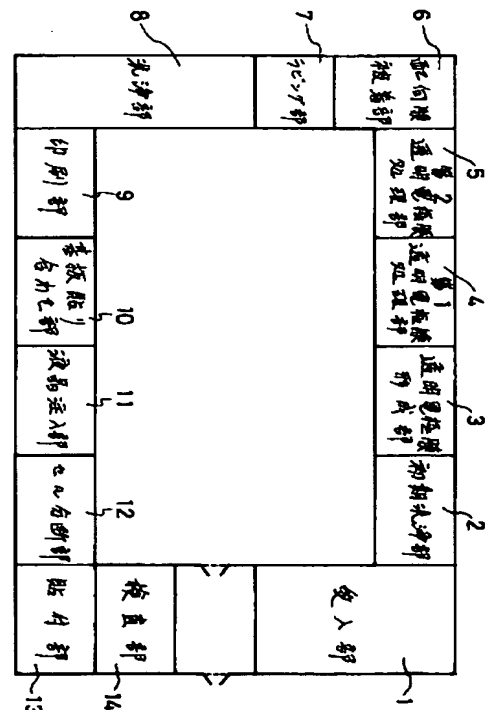 1
受入部
2
初期洗浄部
3
透明電極膜
形成部
4
第1
透明電極膜
処理部
5
第2
透明電極膜
処理部
6
配向膜
被着部
7
ラビング部
8
洗浄部
9
印刷部
10
基板貼り
合わせ部
11
液晶注入部
12
セル分断部
13
貼付部
14
検査部